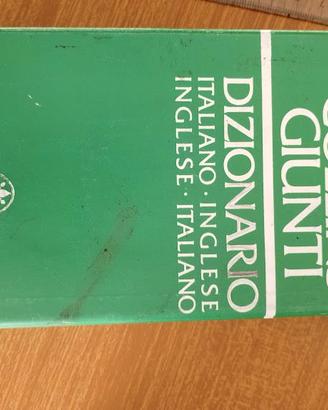 GIUNTI
DIZIONARIO
ITALIANO · INGLESE
INGLESE · ITALIANO